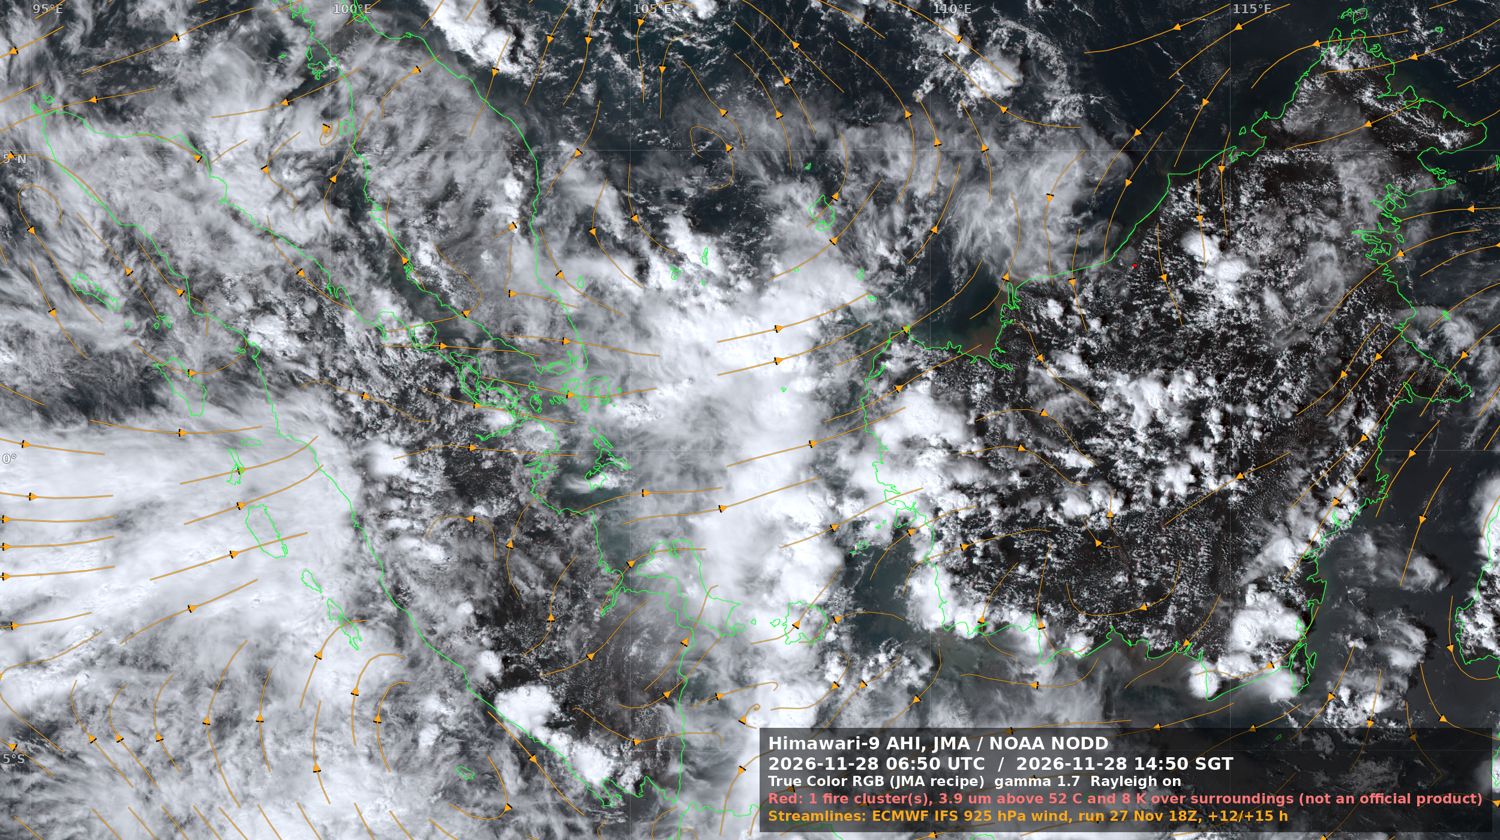 95°E
100°E
105°E
110°E
115°E
5°N
0°
5°S
Himawari-9 AHI, JMA / NOAA NODD
2026-11-28 06:50 UTC / 2026-11-28 14:50 SGT
True Color RGB (JMA recipe) gamma 1.7 Rayleigh on
Red: 1 fire cluster(s), 3.9 um above 52 C and 8 K over surroundings (not an official product)
Streamlines: ECMWF IFS 925 hPa wind, run 27 Nov 18Z, +12/+15 h